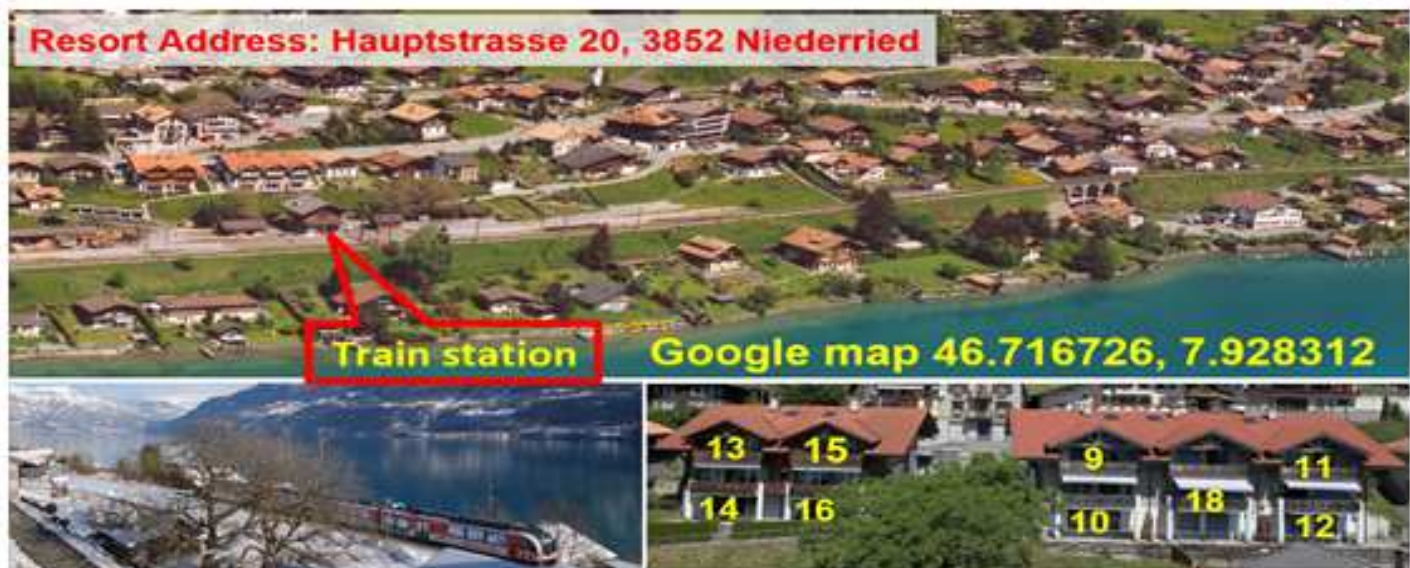 Resort Address: Hauptstrasse 20, 3852 Niederried
Train station
Google map 46.716726, 7.928312
13 15
14 16
9 11
18
10 12